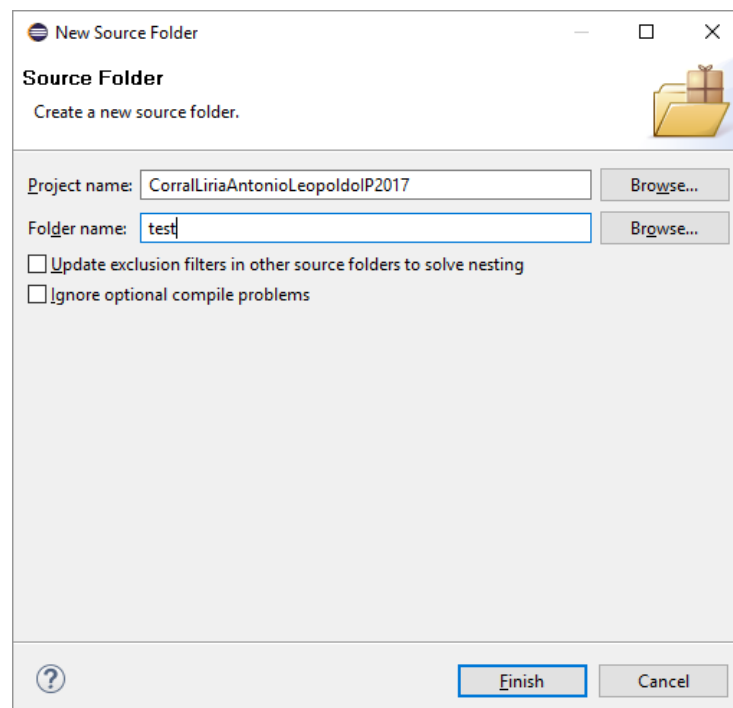 New Source Folder
Source Folder
Create a new source folder.
Project name: CorralLiriaAntonioLeopoldoIP2017 Browse...
Folder name: test Browse...
Update exclusion filters in other source folders to solve nesting
Ignore optional compile problems
? Finish Cancel